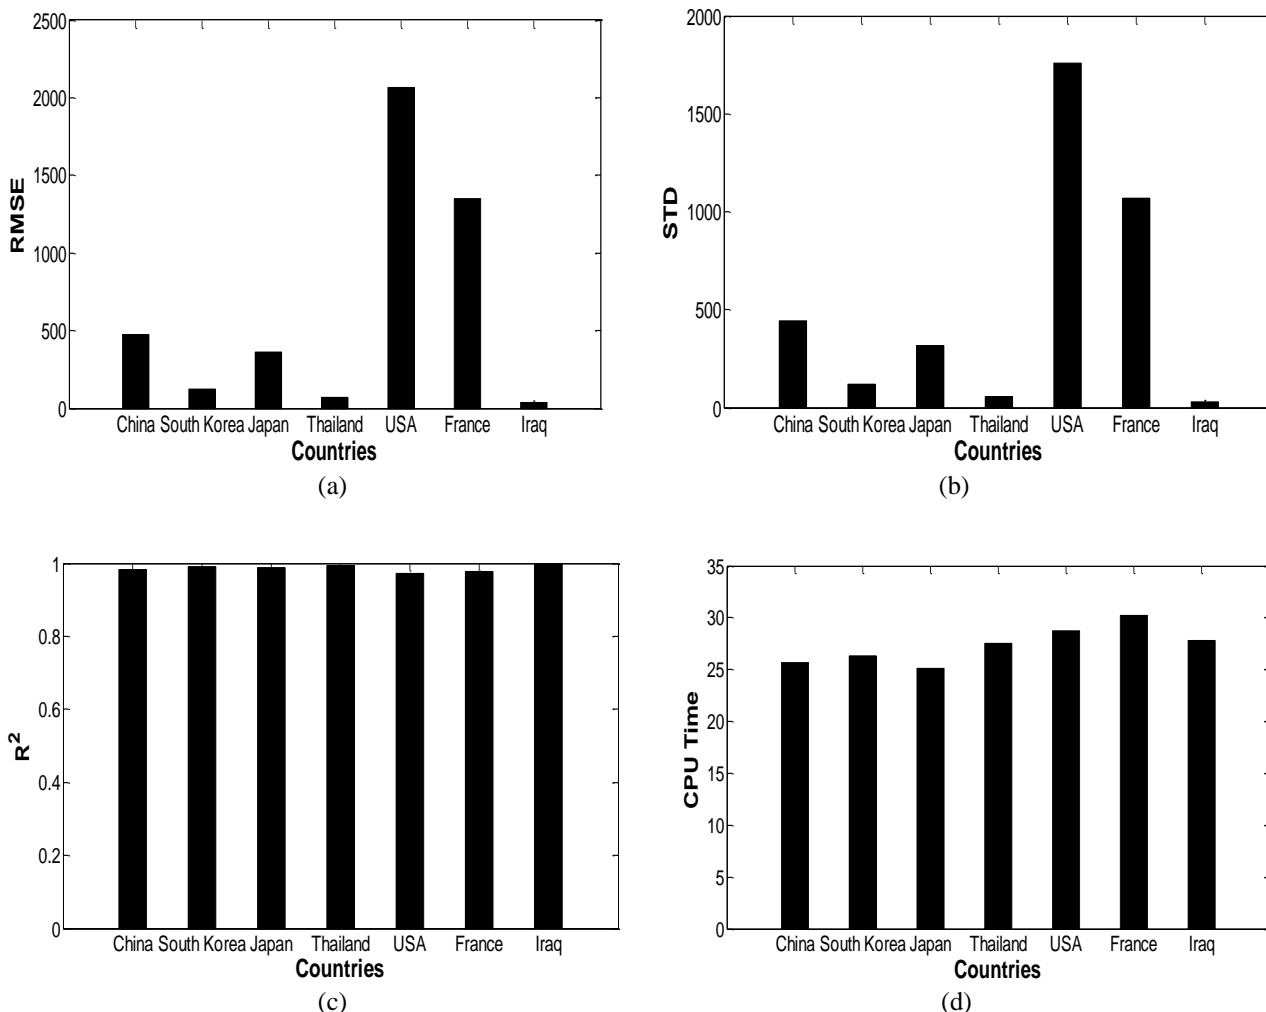 2500
2000
1500
1000
500
0
RMSE
China South Korea Japan Thailand USA France Iraq
Countries
(a)
2000
1500
1000
500
0
STD
China South Korea Japan Thailand USA France Iraq
Countries
(b)
1
0.8
0.6
0.4
0.2
0
R²
China South Korea Japan Thailand USA France Iraq
Countries
(c)
35
30
25
20
15
10
5
0
CPU Time
China South Korea Japan Thailand USA France Iraq
Countries
(d)